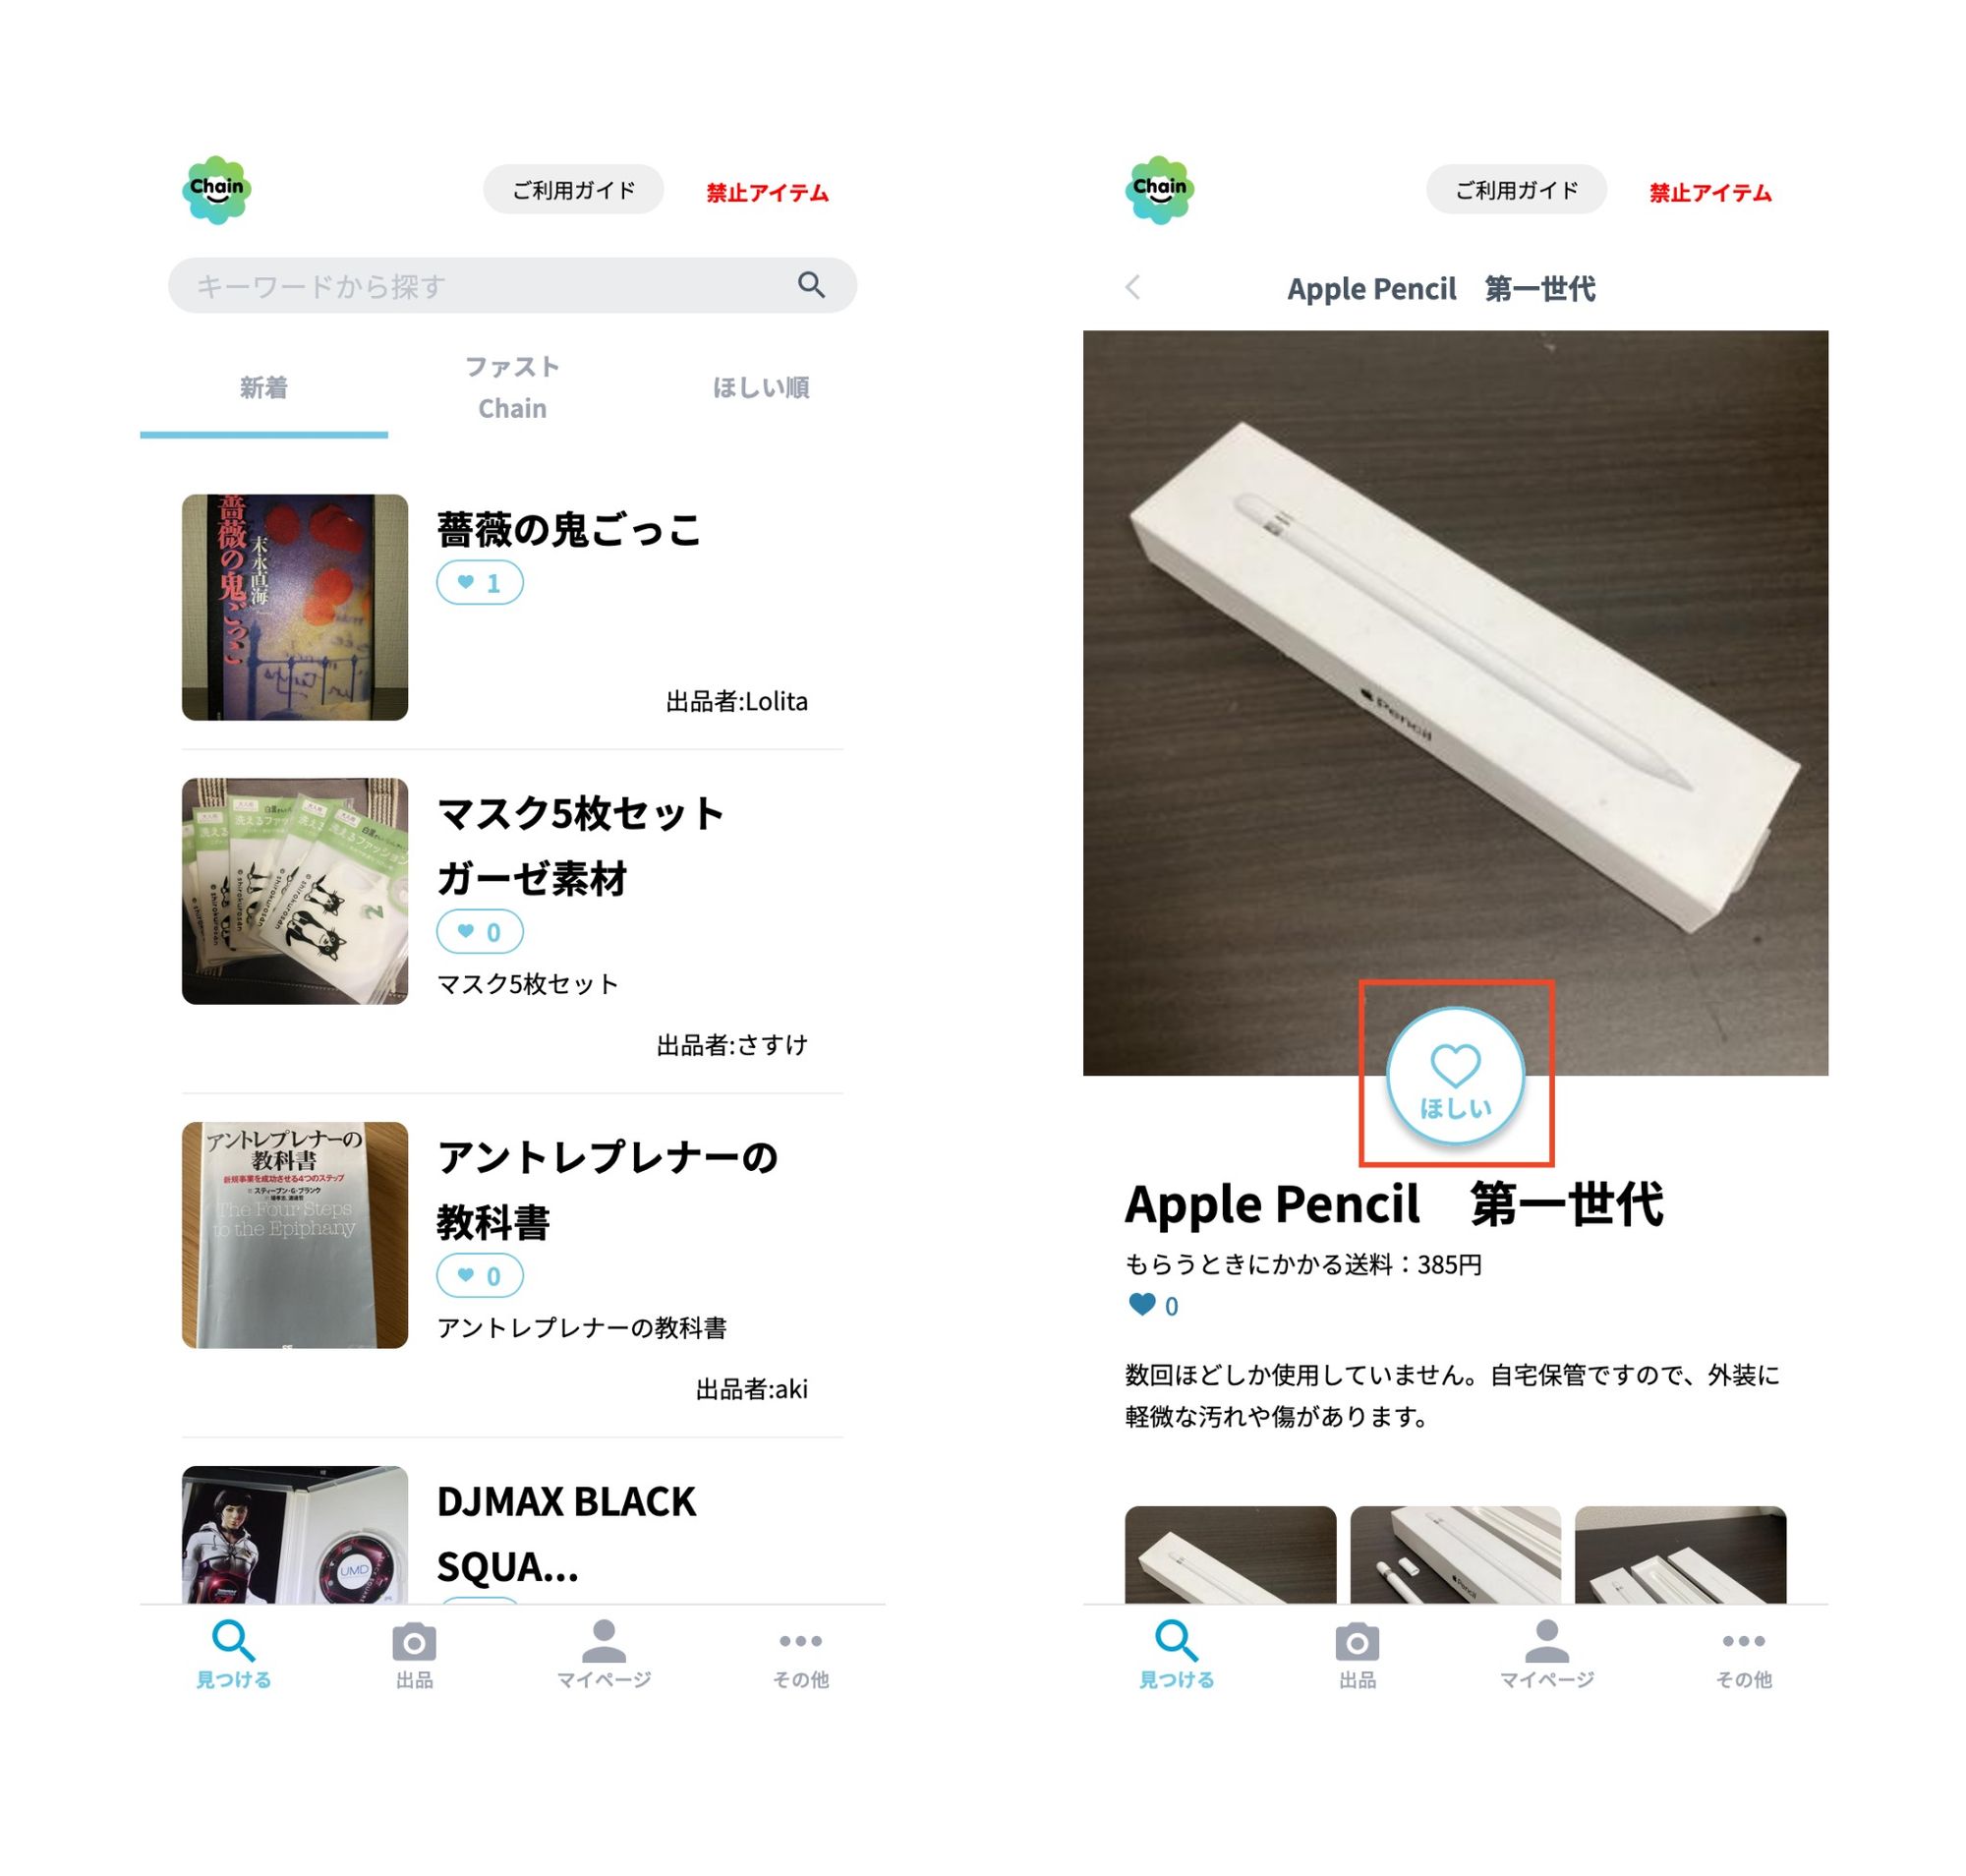 Chain
ご利用ガイド
禁止アイテム
キーワードから探す
新着
ファスト
Chain
ほしい順
薔薇の鬼ごっこ
末永直海
薔薇の鬼ごっこ
1
出品者:Lolita
洗えるファッション
shirokurosan
マスク5枚セット
ガーゼ素材
0
マスク5枚セット
出品者:さすけ
アントレプレナーの
教科書
新規事業を成功させる4つのステップ
スティーブン・G・ブランク
The Four Steps
to the Epiphany
アントレプレナーの
教科書
0
アントレプレナーの教科書
出品者:aki
UMD
DJMAX BLACK
SQUA...
見つける
出品
マイページ
その他
Chain
ご利用ガイド
禁止アイテム
Apple Pencil　第一世代
Pencil
ほしい
Apple Pencil　第一世代
もらうときにかかる送料：385円
0
数回ほどしか使用していません。自宅保管ですので、外装に
軽微な汚れや傷があります。
Pencil
見つける
出品
マイページ
その他